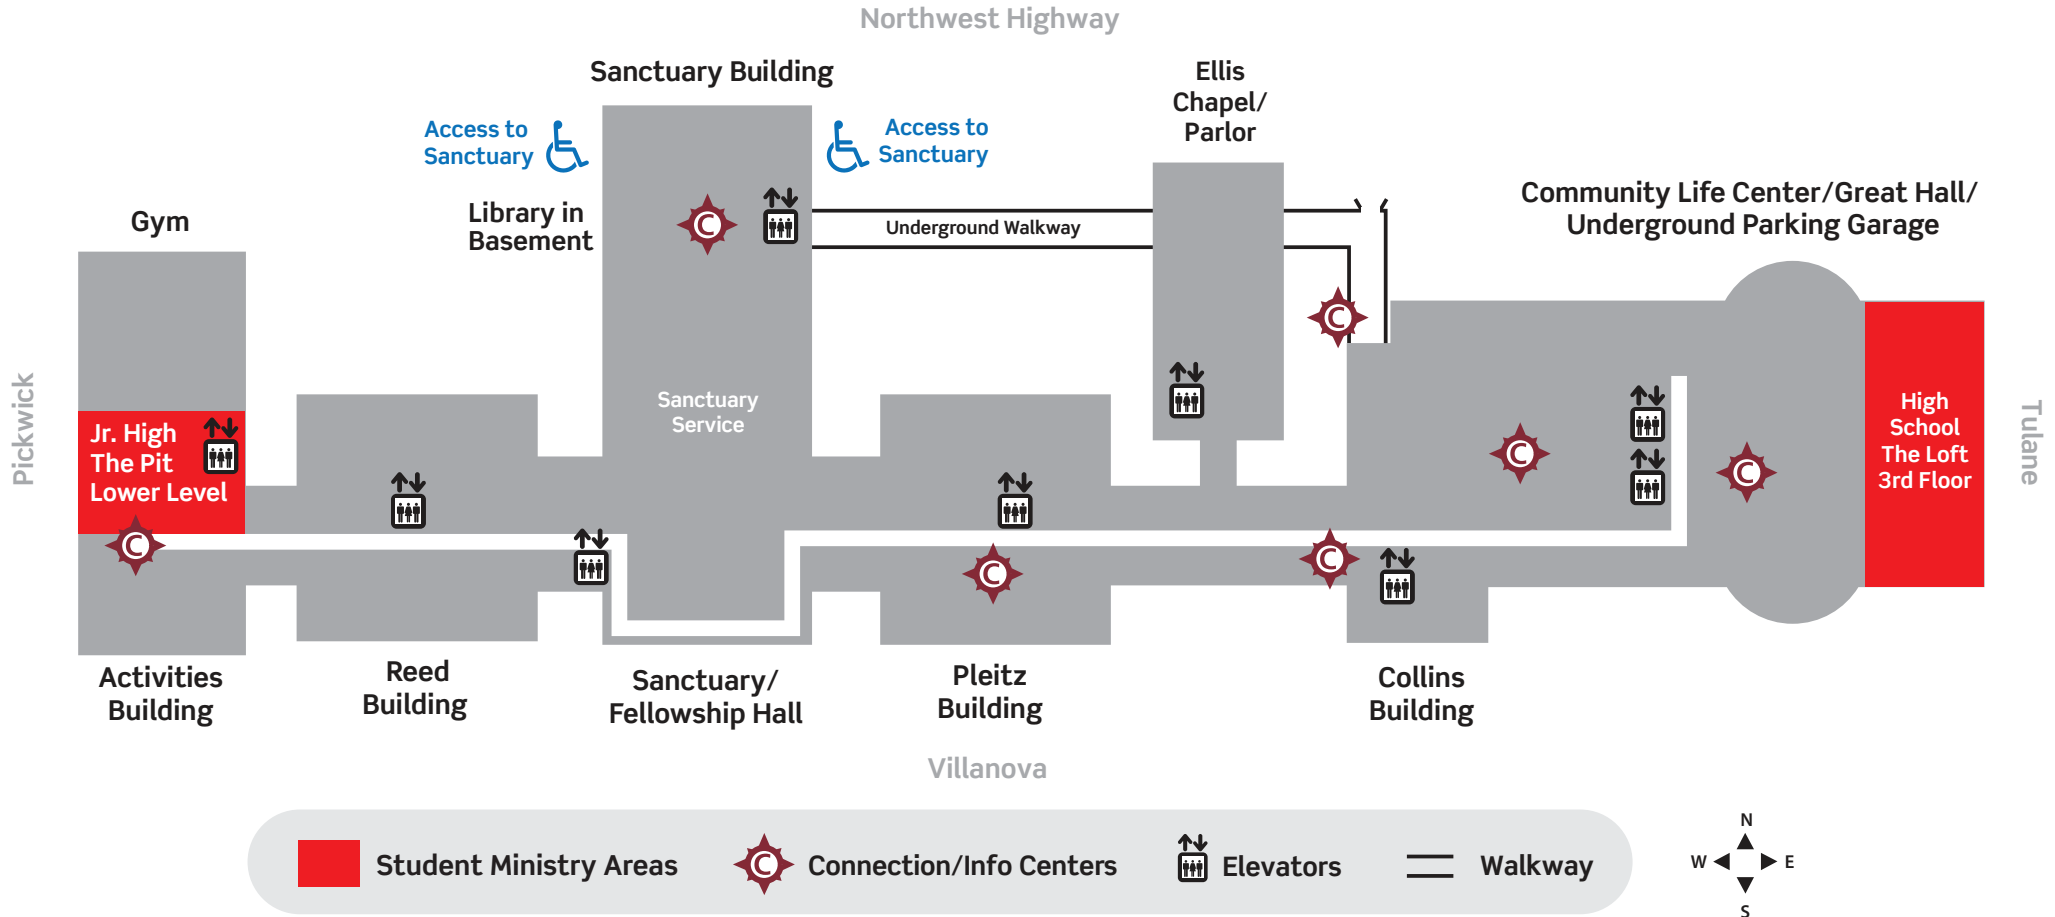 Northwest Highway
Sanctuary Building
Ellis
Chapel/
Parlor
Access to
Sanctuary
Access to
Sanctuary
Community Life Center/Great Hall/
Underground Parking Garage
Gym
Library in
Basement
C
Underground Walkway
C
Pickwick
Jr. High
The Pit
Lower Level
Sanctuary
Service
C
C
High
School
The Loft
3rd Floor
Tulane
C
C
C
Activities
Building
Reed
Building
Sanctuary/
Fellowship Hall
Pleitz
Building
Collins
Building
Villanova
Student Ministry Areas
C
Connection/Info Centers
Elevators
Walkway
N
W
E
S